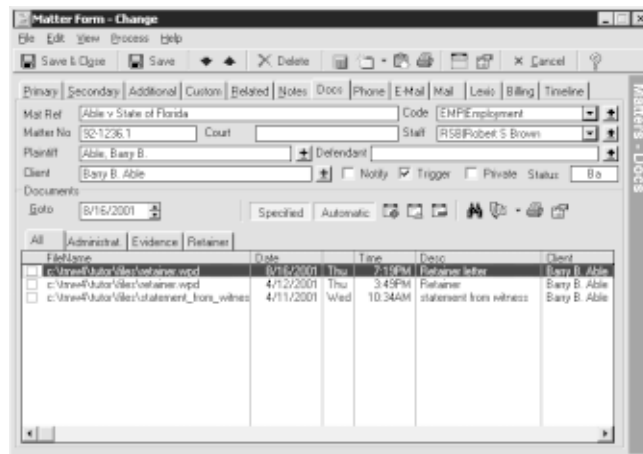 Matter Form - Change
File Edit View Process Help
Save & Close Save Delete Cancel
Primary Secondary Additional Custom Related Notes Docs Phone E-Mail Mail Lexis Billing Timeline
Mat Ref Able v State of Florida Code EMP|Employment
Matter No 92-1236.1 Court Staff RSB|Robert S Brown
Plaintiff Able, Barry B. Defendant
Client Barry B. Able Notify Trigger Private Status
Documents
Goto 8/16/2001 Specified Automatic
All Administrat. Evidence Retainer
FileName Date Time Desc Client
c:\tmw4\tutor\files\retainer.wpd 8/16/2001 Thu 7:19PM Retainer letter Barry B. Able
c:\tmw4\tutor\files\retainer.wpd 4/12/2001 Thu 3:49PM Retainer Barry B. Able
c:\tmw4\tutor\files\statement_from_witnes 4/11/2001 Wed 10:34AM statement from witness Barry B. Able
Matters - Docs